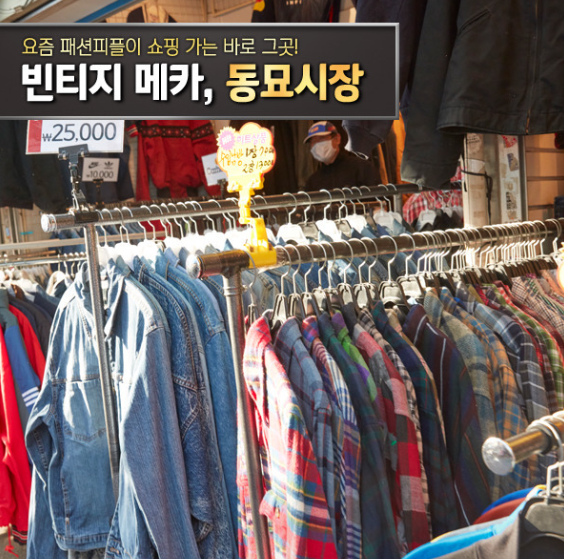 요즘 패션피플이 쇼핑 가는 바로 그곳!
빈티지 메카, 동묘시장
₩25,000
₩10,000